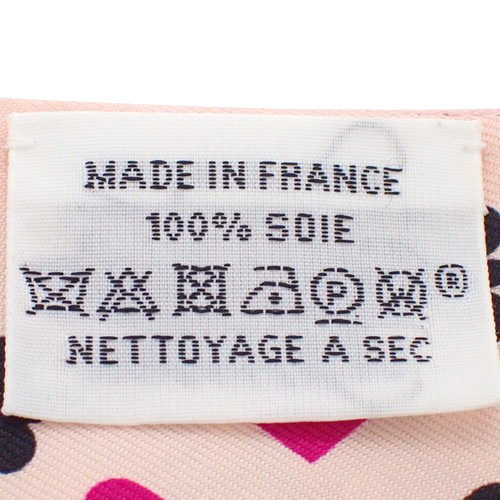 MADE IN FRANCE
100% SOIE
P W ®
NETTOYAGE A SEC